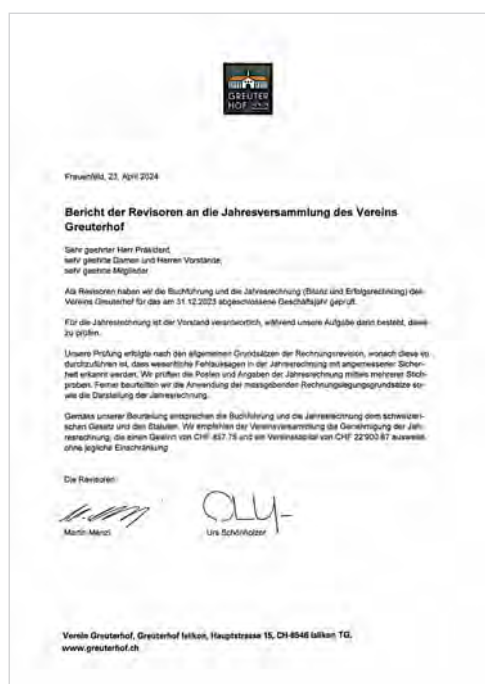 GREUTER
HOF
Frauenfeld, 23. April 2024
Bericht der Revisoren an die Jahresversammlung des Vereins
Greuterhof
Sehr geehrter Herr Präsident,
sehr geehrte Damen und Herren Vorstände,
sehr geehrte Mitglieder
Als Revisoren haben wir die Buchführung und die Jahresrechnung (Bilanz und Erfolgsrechnung) des
Vereins Greuterhof für das am 31.12.2023 abgeschlossene Geschäftsjahr geprüft.
Für die Jahresrechnung ist der Vorstand verantwortlich, während unsere Aufgabe darin besteht, diese
zu prüfen.
Unsere Prüfung erfolgte nach den allgemeinen Grundsätzen der Rechnungsrevision, wonach diese so
durchzuführen ist, dass wesentliche Fehlaussagen in der Jahresrechnung mit angemessener Sicher-
heit erkannt werden. Wir prüften die Posten und Angaben der Jahresrechnung mittels mehrerer Stich-
proben. Ferner beurteilten wir die Anwendung der massgebenden Rechnungslegungsgrundsätze so-
wie die Darstellung der Jahresrechnung.
Gemäss unserer Beurteilung entsprechen die Buchführung und die Jahresrechnung dem schweizeri-
schen Gesetz und den Statuten. Wir empfehlen der Vereinsversammlung die Genehmigung der Jah-
resrechnung, die einen Gewinn von CHF 457.75 und ein Vereinskapital von CHF 22'900.87 ausweist,
ohne jegliche Einschränkung.
Die Revisoren:
Martin Menzi
Urs Schönholzer
Verein Greuterhof, Greuterhof Islikon, Hauptstrasse 15, CH-8546 Islikon TG,
www.greuterhof.ch